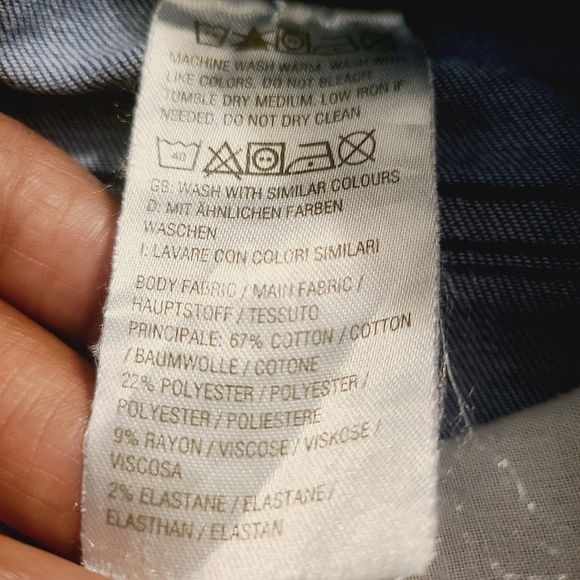 MACHINE WASH WARM, WASH WITH
LIKE COLORS, DO NOT BLEACH,
TUMBLE DRY MEDIUM, LOW IRON IF
NEEDED, DO NOT DRY CLEAN
40
GB: WASH WITH SIMILAR COLOURS
D: MIT ÄHNLICHEN FARBEN
WASCHEN
I: LAVARE CON COLORI SIMILARI
BODY FABRIC / MAIN FABRIC /
HAUPTSTOFF / TESSUTO
PRINCIPALE: 67% COTTON / COTTON
/ BAUMWOLLE / COTONE
22% POLYESTER / POLYESTER /
POLYESTER / POLIESTERE
9% RAYON / VISCOSE / VISKOSE /
VISCOSA
2% ELASTANE / ELASTANE /
ELASTHAN / ELASTAN